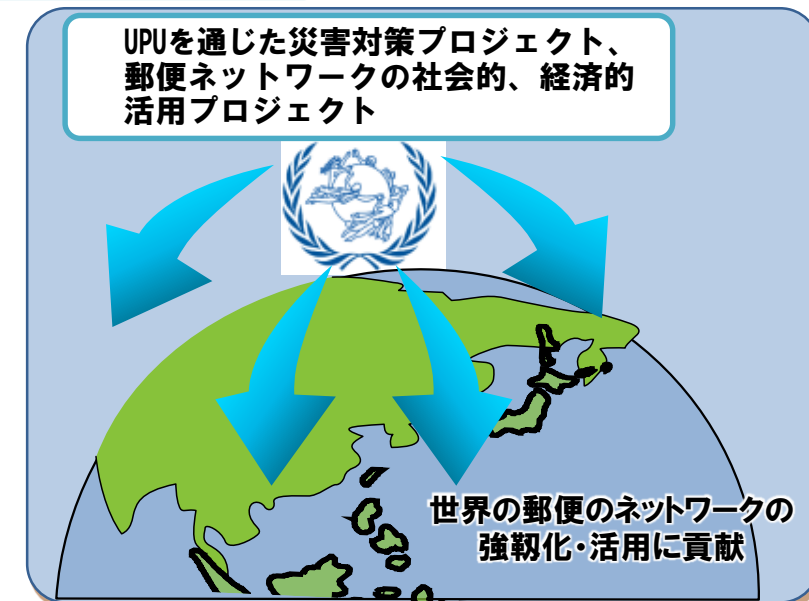 UPUを通じた災害対策プロジェクト、
郵便ネットワークの社会的、経済的
活用プロジェクト
世界の郵便のネットワークの
強靱化・活用に貢献